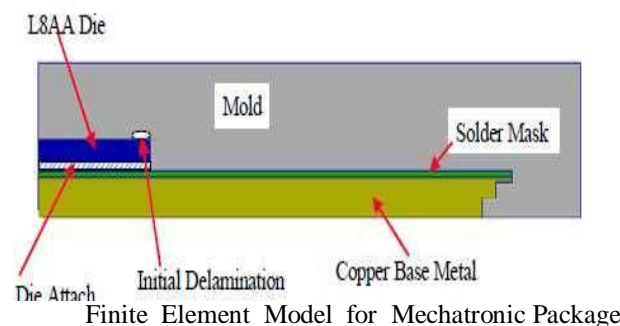 L8AA Die
Mold
Solder Mask
Die Attach
Initial Delamination
Copper Base Metal
Finite Element Model for Mechatronic Package